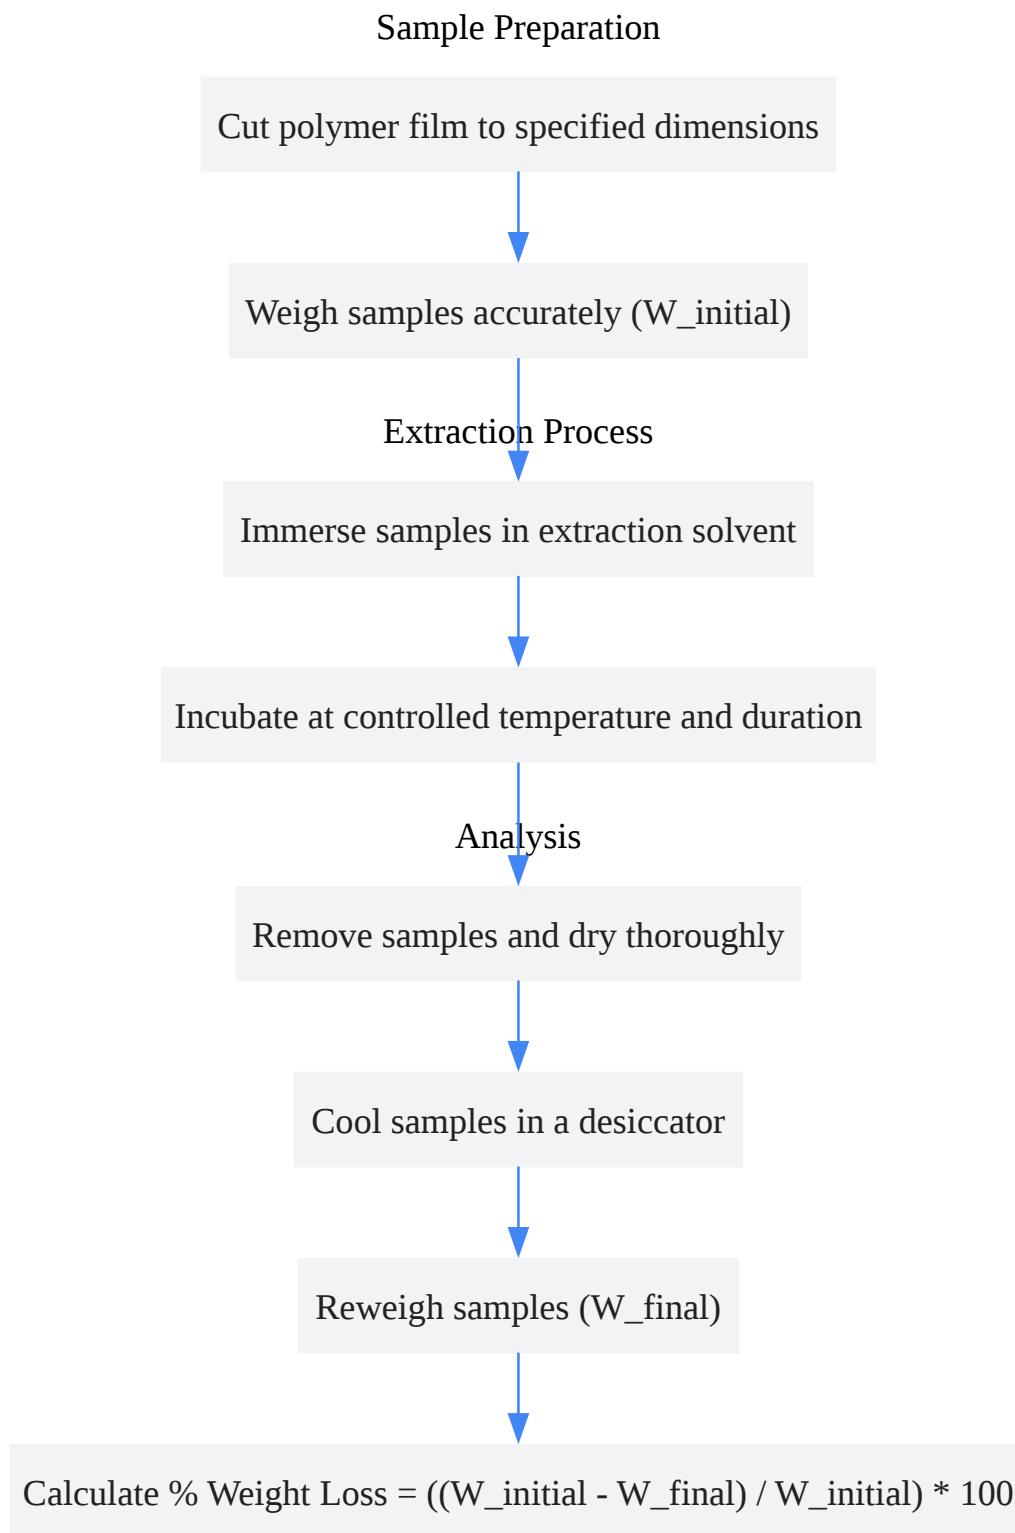 Sample Preparation
Cut polymer film to specified dimensions
Weigh samples accurately (W_initial)
Extraction Process
Immerse samples in extraction solvent
Incubate at controlled temperature and duration
Analysis
Remove samples and dry thoroughly
Cool samples in a desiccator
Reweigh samples (W_final)
Calculate % Weight Loss = ((W_initial - W_final) / W_initial) * 100